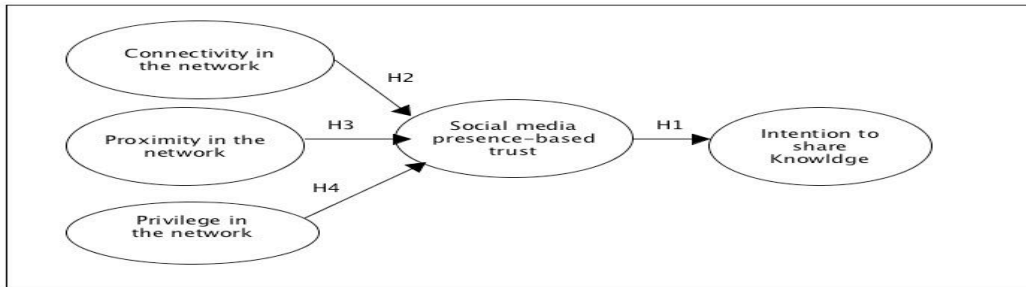 Connectivity in
the network
H2
Proximity in the
network
H3
Social media
presence-based
trust
H1
Intention to
share
Knowldge
H4
Privilege in
the network